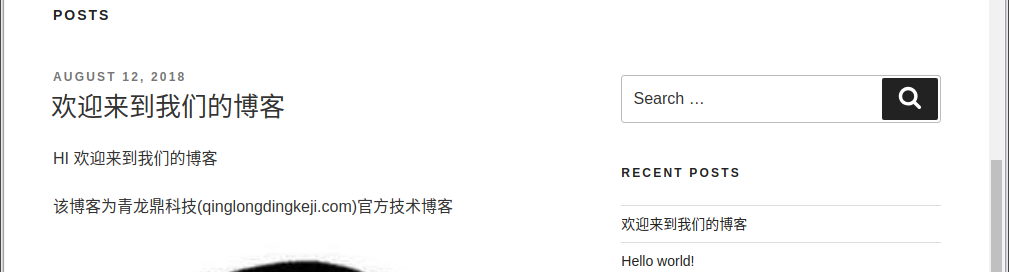 POSTS
AUGUST 12, 2018
欢迎来到我们的博客
HI 欢迎来到我们的博客
该博客为青龙鼎科技(qinglongdingkeji.com)官方技术博客
Search …
RECENT POSTS
欢迎来到我们的博客
Hello world!